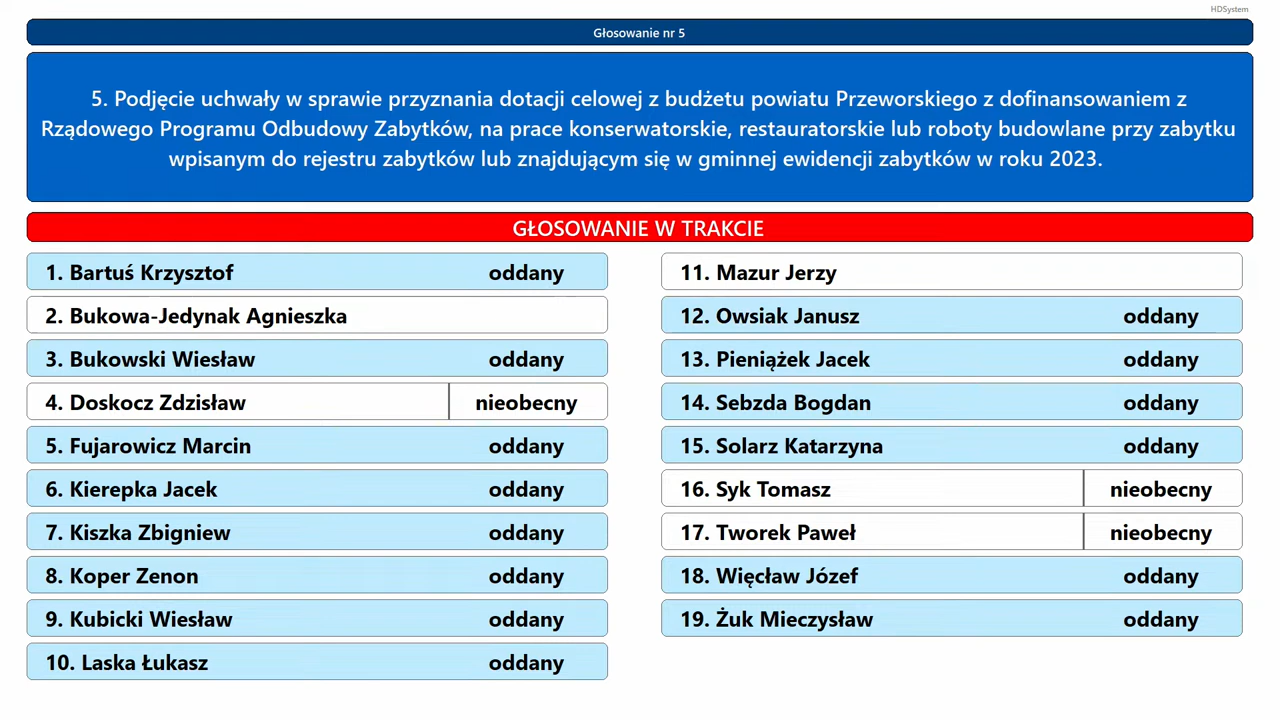 HDSystem
Głosowanie nr 5
5. Podjęcie uchwały w sprawie przyznania dotacji celowej z budżetu powiatu Przeworskiego z dofinansowaniem z
Rządowego Programu Odbudowy Zabytków, na prace konserwatorskie, restauratorskie lub roboty budowlane przy zabytku
wpisanym do rejestru zabytków lub znajdującym się w gminnej ewidencji zabytków w roku 2023.
GŁOSOWANIE W TRAKCIE
1. Bartuś Krzysztof oddany
2. Bukowa-Jedynak Agnieszka
3. Bukowski Wiesław oddany
4. Doskocz Zdzisław nieobecny
5. Fujarowicz Marcin oddany
6. Kierepka Jacek oddany
7. Kiszka Zbigniew oddany
8. Koper Zenon oddany
9. Kubicki Wiesław oddany
10. Laska Łukasz oddany
11. Mazur Jerzy
12. Owsiak Janusz oddany
13. Pieniążek Jacek oddany
14. Sebzda Bogdan oddany
15. Solarz Katarzyna oddany
16. Syk Tomasz nieobecny
17. Tworek Paweł nieobecny
18. Więcław Józef oddany
19. Żuk Mieczysław oddany